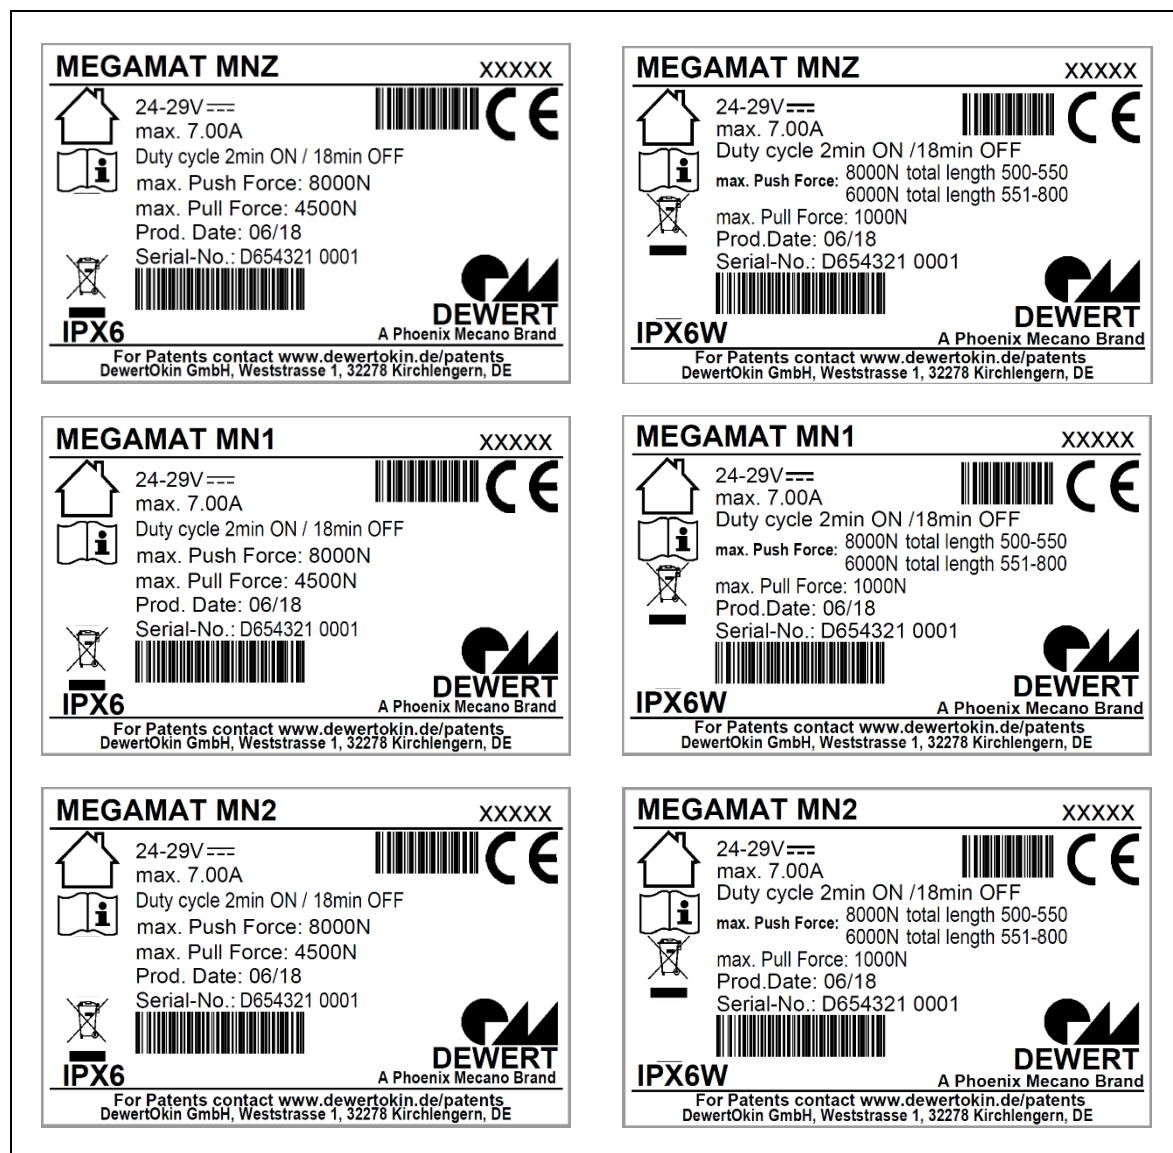 MEGAMAT MNZ xxxxx
24-29V
max. 7.00A
Duty cycle 2min ON / 18min OFF
max. Push Force: 8000N
max. Pull Force: 4500N
Prod. Date: 06/18
Serial-No.: D654321 0001
IPX6
DEWERT
A Phoenix Mecano Brand
For Patents contact www.dewertokin.de/patents
DewertOkin GmbH, Weststrasse 1, 32278 Kirchlengern, DE
MEGAMAT MNZ xxxxx
24-29V
max. 7.00A
Duty cycle 2min ON /18min OFF
max. Push Force: 8000N total length 500-550
6000N total length 551-800
max. Pull Force: 1000N
Prod.Date: 06/18
Serial-No.: D654321 0001
IPX6W
DEWERT
A Phoenix Mecano Brand
For Patents contact www.dewertokin.de/patents
DewertOkin GmbH, Weststrasse 1, 32278 Kirchlengern, DE
MEGAMAT MN1 xxxxx
24-29V
max. 7.00A
Duty cycle 2min ON / 18min OFF
max. Push Force: 8000N
max. Pull Force: 4500N
Prod. Date: 06/18
Serial-No.: D654321 0001
IPX6
DEWERT
A Phoenix Mecano Brand
For Patents contact www.dewertokin.de/patents
DewertOkin GmbH, Weststrasse 1, 32278 Kirchlengern, DE
MEGAMAT MN1 xxxxx
24-29V
max. 7.00A
Duty cycle 2min ON /18min OFF
max. Push Force: 8000N total length 500-550
6000N total length 551-800
max. Pull Force: 1000N
Prod.Date: 06/18
Serial-No.: D654321 0001
IPX6W
DEWERT
A Phoenix Mecano Brand
For Patents contact www.dewertokin.de/patents
DewertOkin GmbH, Weststrasse 1, 32278 Kirchlengern, DE
MEGAMAT MN2 xxxxx
24-29V
max. 7.00A
Duty cycle 2min ON / 18min OFF
max. Push Force: 8000N
max. Pull Force: 4500N
Prod. Date: 06/18
Serial-No.: D654321 0001
IPX6
DEWERT
A Phoenix Mecano Brand
For Patents contact www.dewertokin.de/patents
DewertOkin GmbH, Weststrasse 1, 32278 Kirchlengern, DE
MEGAMAT MN2 xxxxx
24-29V
max. 7.00A
Duty cycle 2min ON /18min OFF
max. Push Force: 8000N total length 500-550
6000N total length 551-800
max. Pull Force: 1000N
Prod.Date: 06/18
Serial-No.: D654321 0001
IPX6W
DEWERT
A Phoenix Mecano Brand
For Patents contact www.dewertokin.de/patents
DewertOkin GmbH, Weststrasse 1, 32278 Kirchlengern, DE